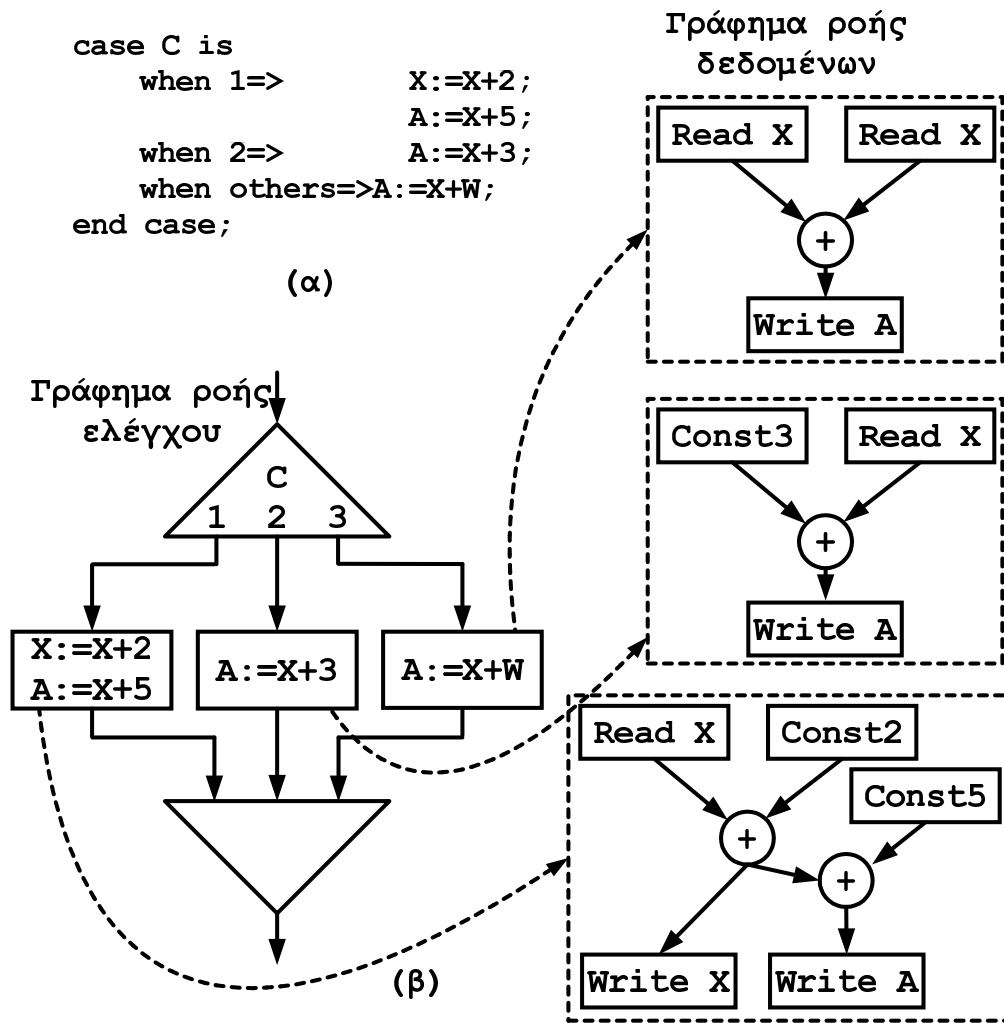 case C is
when 1=> X:=X+2;
A:=X+5;
when 2=> A:=X+3;
when others=>A:=X+W;
end case;
(α)
Γράφημα ροής
ελέγχου
C
1 2 3
X:=X+2
A:=X+5
A:=X+3
A:=X+W
(β)
Γράφημα ροής
δεδομένων
Read X Read X
+
Write A
Const3 Read X
+
Write A
Read X Const2
Const5
+
+
Write X Write A